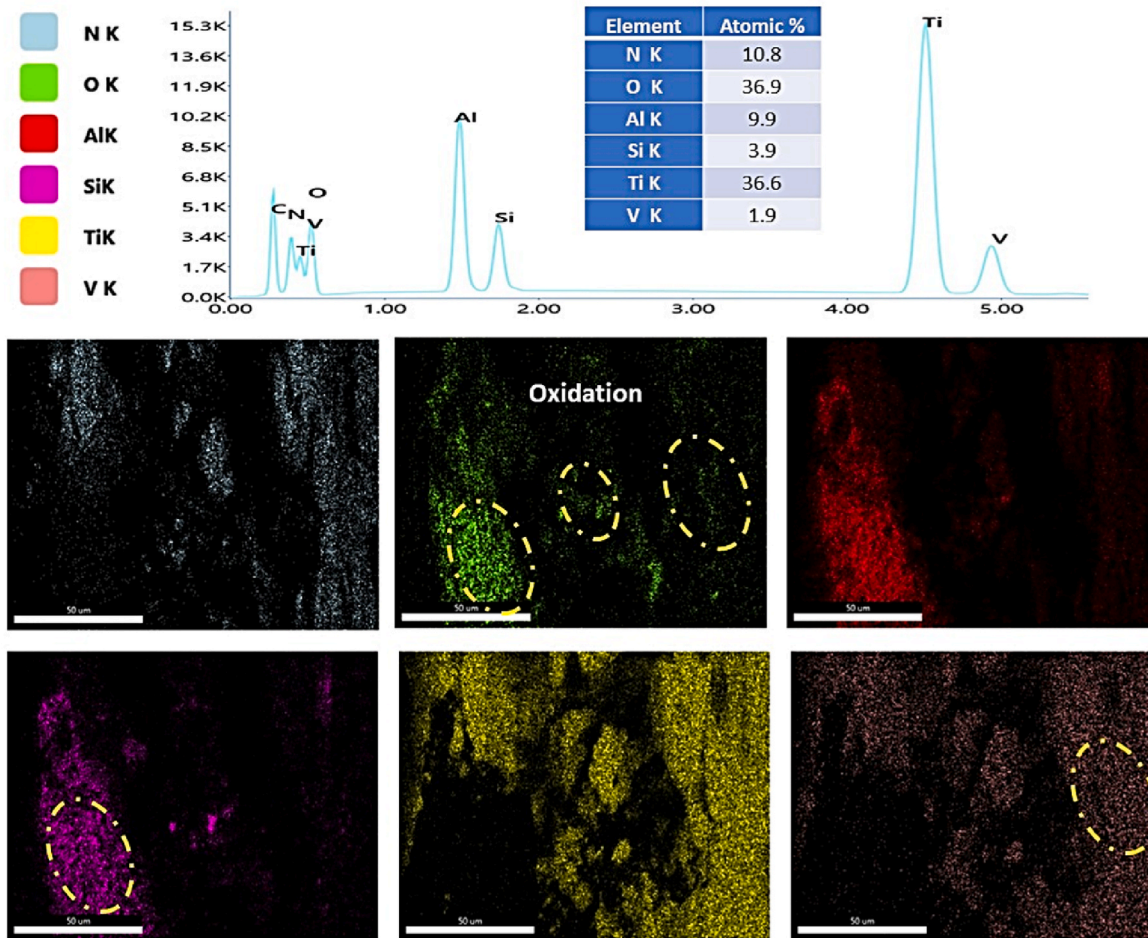 N K
O K
AlK
SiK
TiK
V K
15.3K
13.6K
11.9K
10.2K
8.5K
6.8K
5.1K
3.4K
1.7K
0.0K
0.00 1.00 2.00 3.00 4.00 5.00
C N O
V
Ti
Al
Si
Ti
V
Element Atomic %
N K 10.8
O K 36.9
Al K 9.9
Si K 3.9
Ti K 36.6
V K 1.9
50 um
Oxidation
50 um
50 um
50 um
50 um
50 um